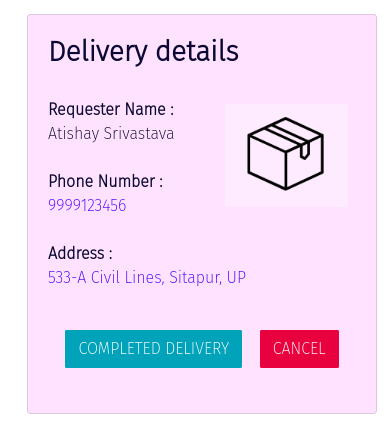 Delivery details
Requester Name :
Atishay Srivastava
Phone Number :
9999123456
Address :
533-A Civil Lines, Sitapur, UP
COMPLETED DELIVERY CANCEL